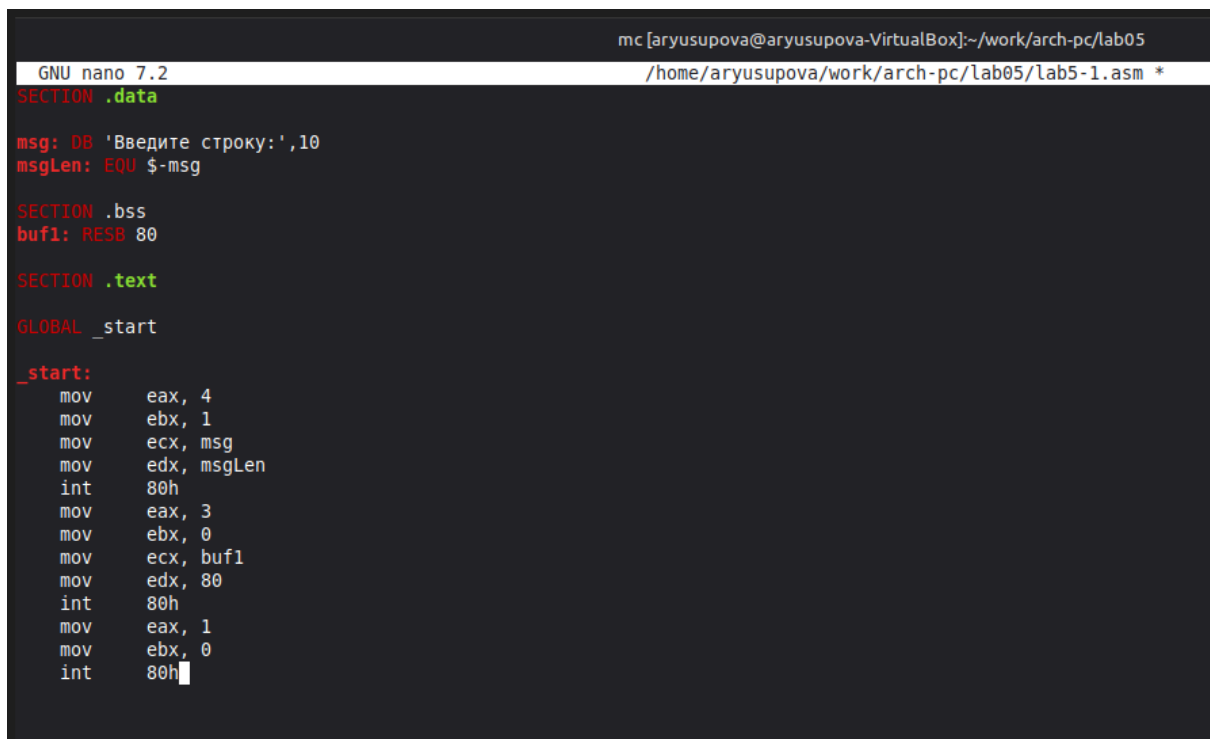 mc [aryusupova@aryusupova-VirtualBox]:~/work/arch-pc/lab05
GNU nano 7.2 /home/aryusupova/work/arch-pc/lab05/lab5-1.asm *
SECTION .data
msg: DB 'Введите строку:',10
msgLen: EQU $-msg
SECTION .bss
buf1: RESB 80
SECTION .text
GLOBAL _start
_start:
mov eax, 4
mov ebx, 1
mov ecx, msg
mov edx, msgLen
int 80h
mov eax, 3
mov ebx, 0
mov ecx, buf1
mov edx, 80
int 80h
mov eax, 1
mov ebx, 0
int 80h